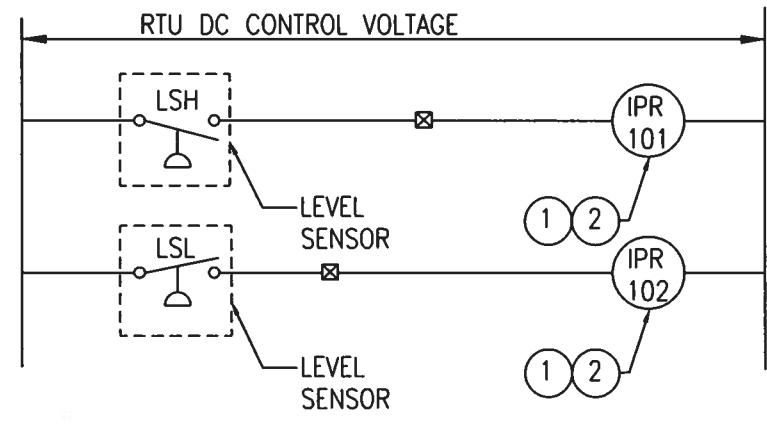 RTU DC CONTROL VOLTAGE
LSH
IPR
101
LEVEL
SENSOR
1 2
LSL
IPR
102
LEVEL
SENSOR
1 2